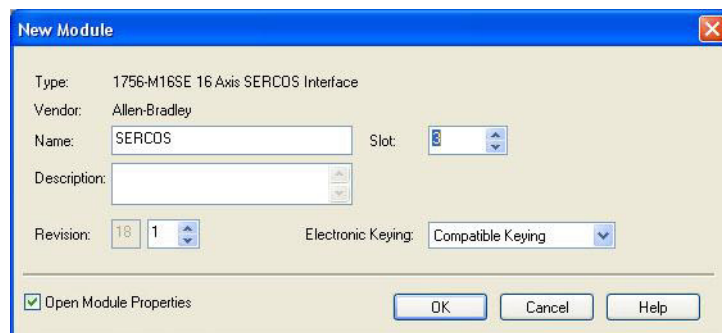 New Module
Type: 1756-M16SE 16 Axis SERCOS Interface
Vendor: Allen-Bradley
Name: SERCOS Slot: 3
Description:
Revision: 18 1 Electronic Keying: Compatible Keying
Open Module Properties OK Cancel Help